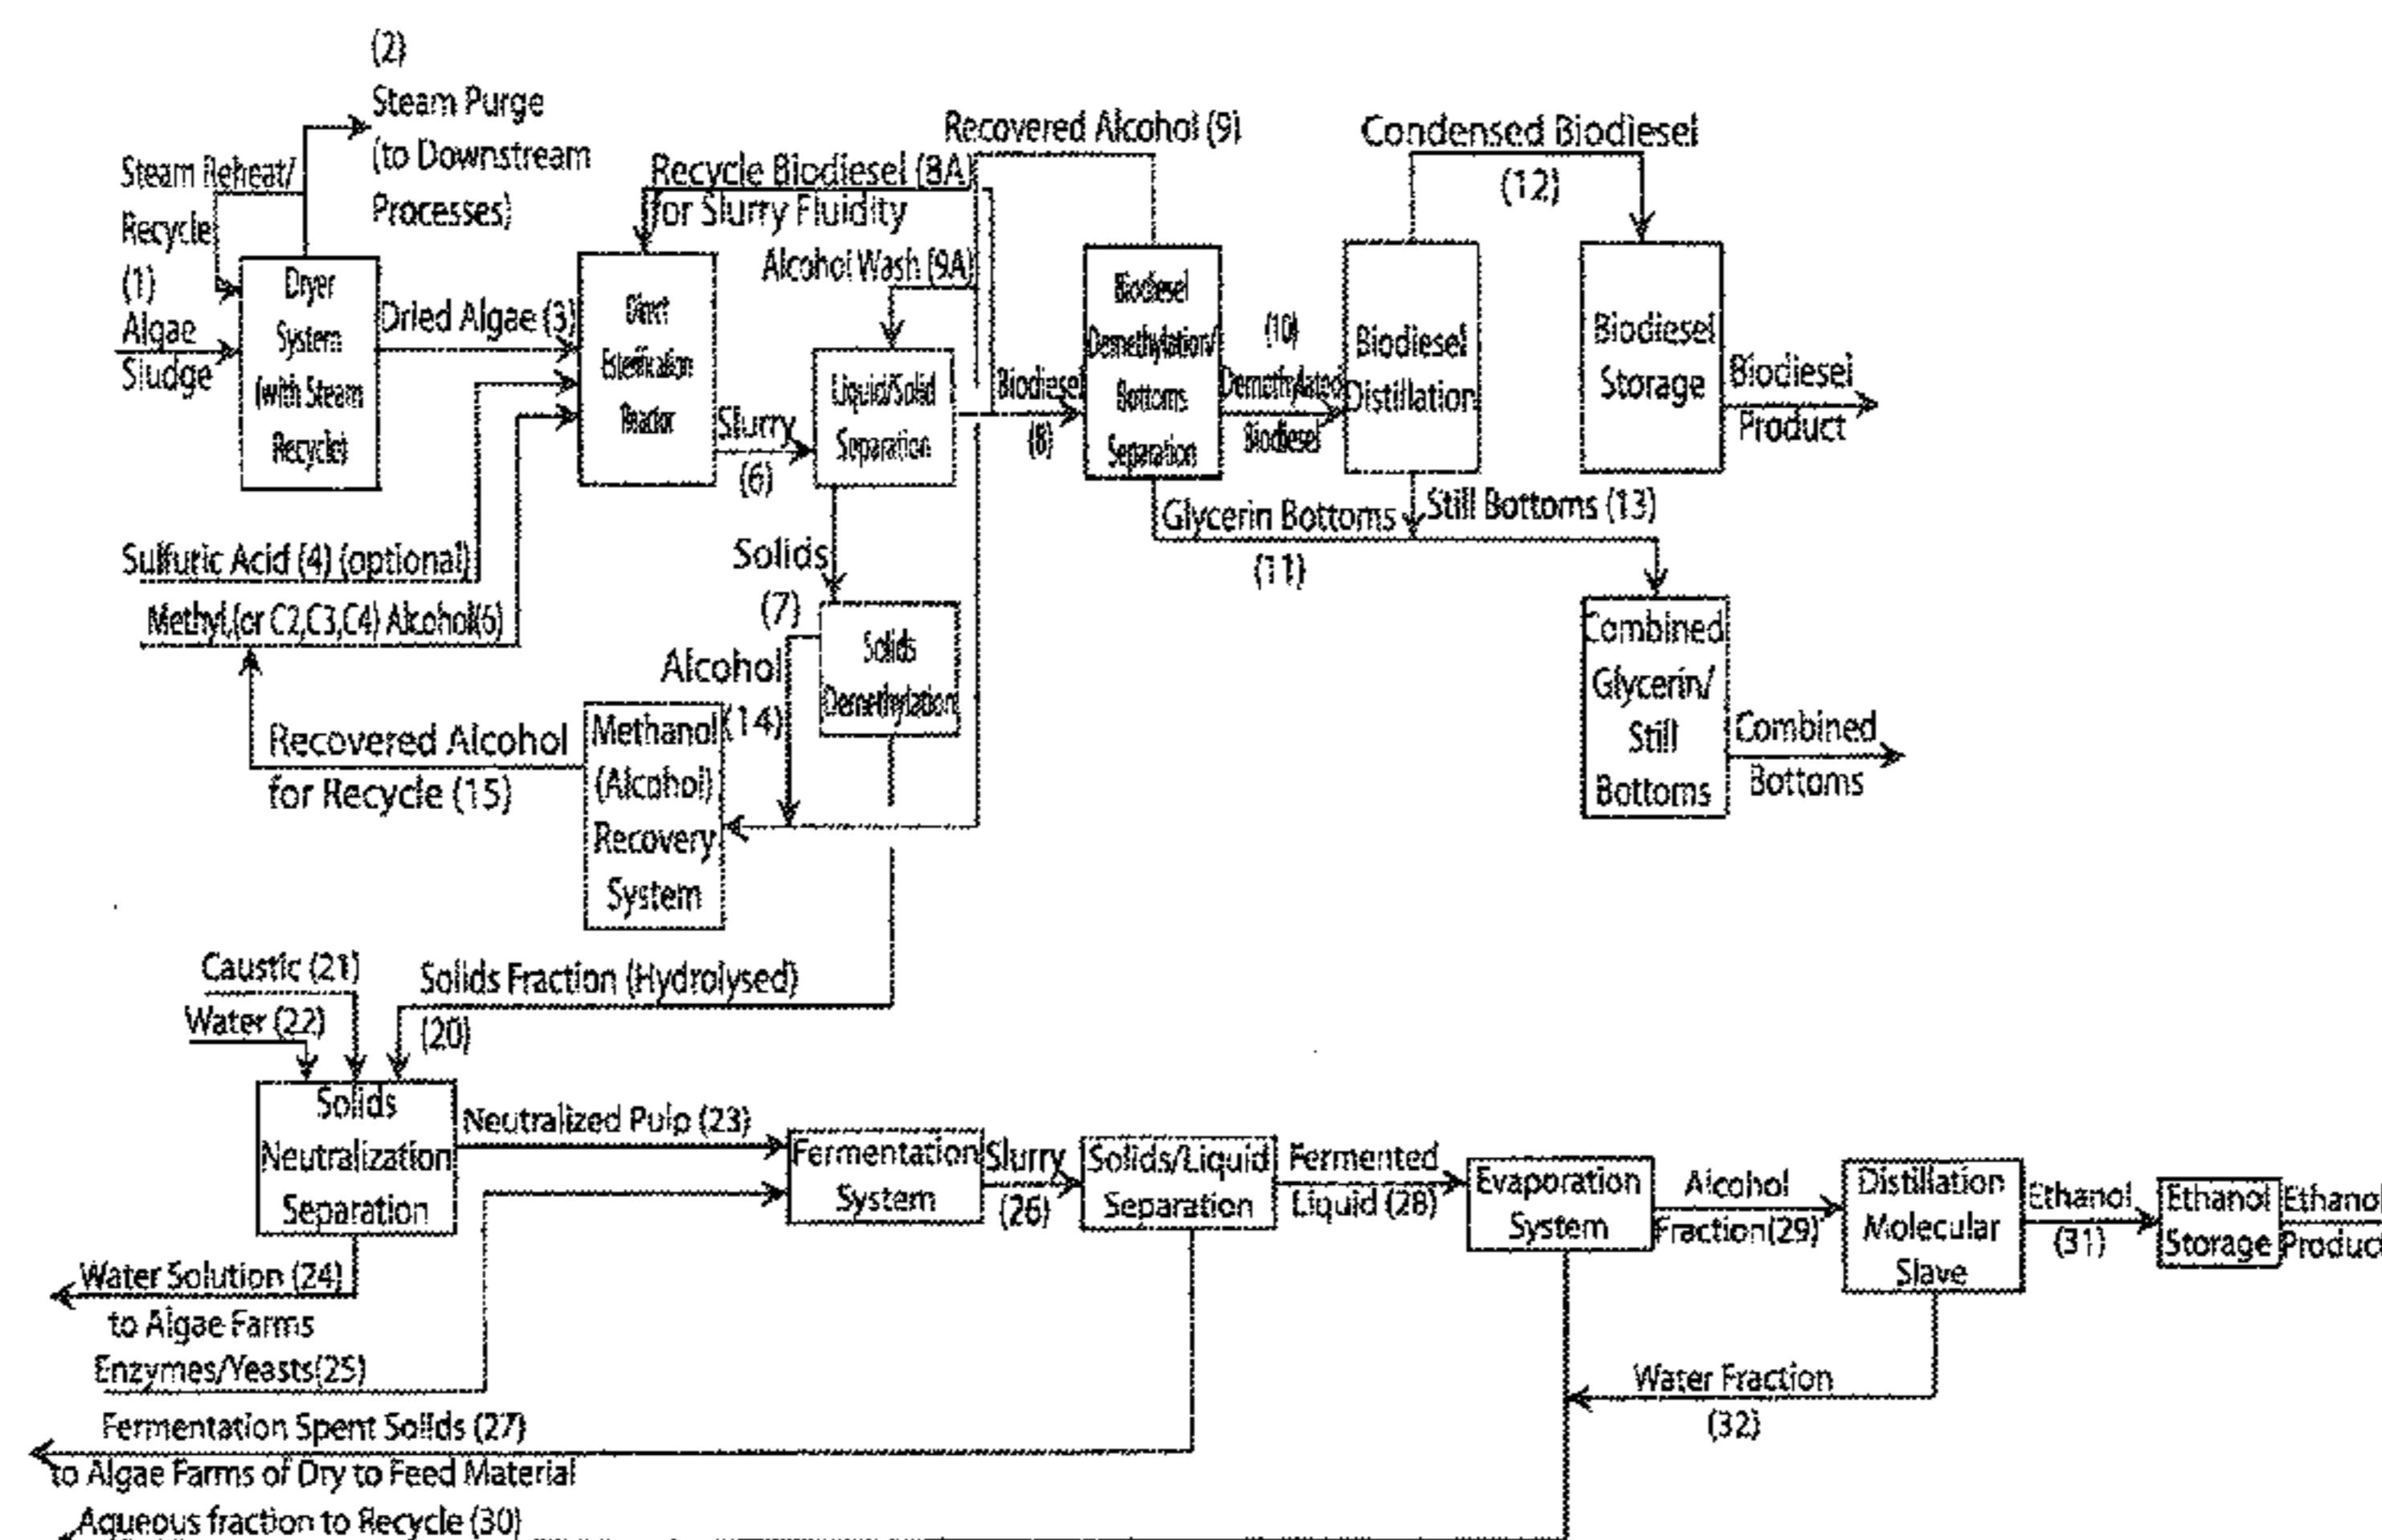 (2)
Steam Purge
(to Downstream
Processes)
Steam Reheat/
Recycle
(1)
Algae
Sludge
Dryer
System
(with Steam
Recycle)
Dried Algae (3)
Sulfuric Acid (4) (optional)
Methyl,(or C2,C3,C4) Alcohol(6)
Recycle Biodiesel (8A)
for Slurry Fluidity
Direct
Esterification
Reactor
Slurry
(6)
Recovered Alcohol (9)
Alcohol Wash (9A)
Liquid/Solid
Separation
Biodiesel
(8)
Biodiesel
Demethylation/
Bottoms
Separation
(10)
Demethylated
Biodiesel
Condensed Biodiesel
(12)
Biodiesel
Distillation
Biodiesel
Storage
Biodiesel
Product
Glycerin Bottoms
(11)
Still Bottoms (13)
Combined
Glycerin/
Still
Bottoms
Combined
Bottoms
Solids
(7)
Solids
Demethylation
Alcohol
(14)
Methanol
(Alcohol)
Recovery
System
Recovered Alcohol
for Recycle (15)
Caustic (21)
Water (22)
Solids Fraction (Hydrolysed)
(20)
Solids
Neutralization
Separation
Neutralized Pulp (23)
Water Solution (24)
to Algae Farms
Enzymes/Yeasts(25)
Fermentation
System
Slurry
(26)
Solids/Liquid
Separation
Fermented
Liquid (28)
Evaporation
System
Alcohol
Fraction(29)
Distillation
Molecular
Slave
Ethanol
(31)
Ethanol
Storage
Ethanol
Product
Water Fraction
(32)
Fermentation Spent Solids (27)
to Algae Farms of Dry to Feed Material
Aqueous fraction to Recycle (30)